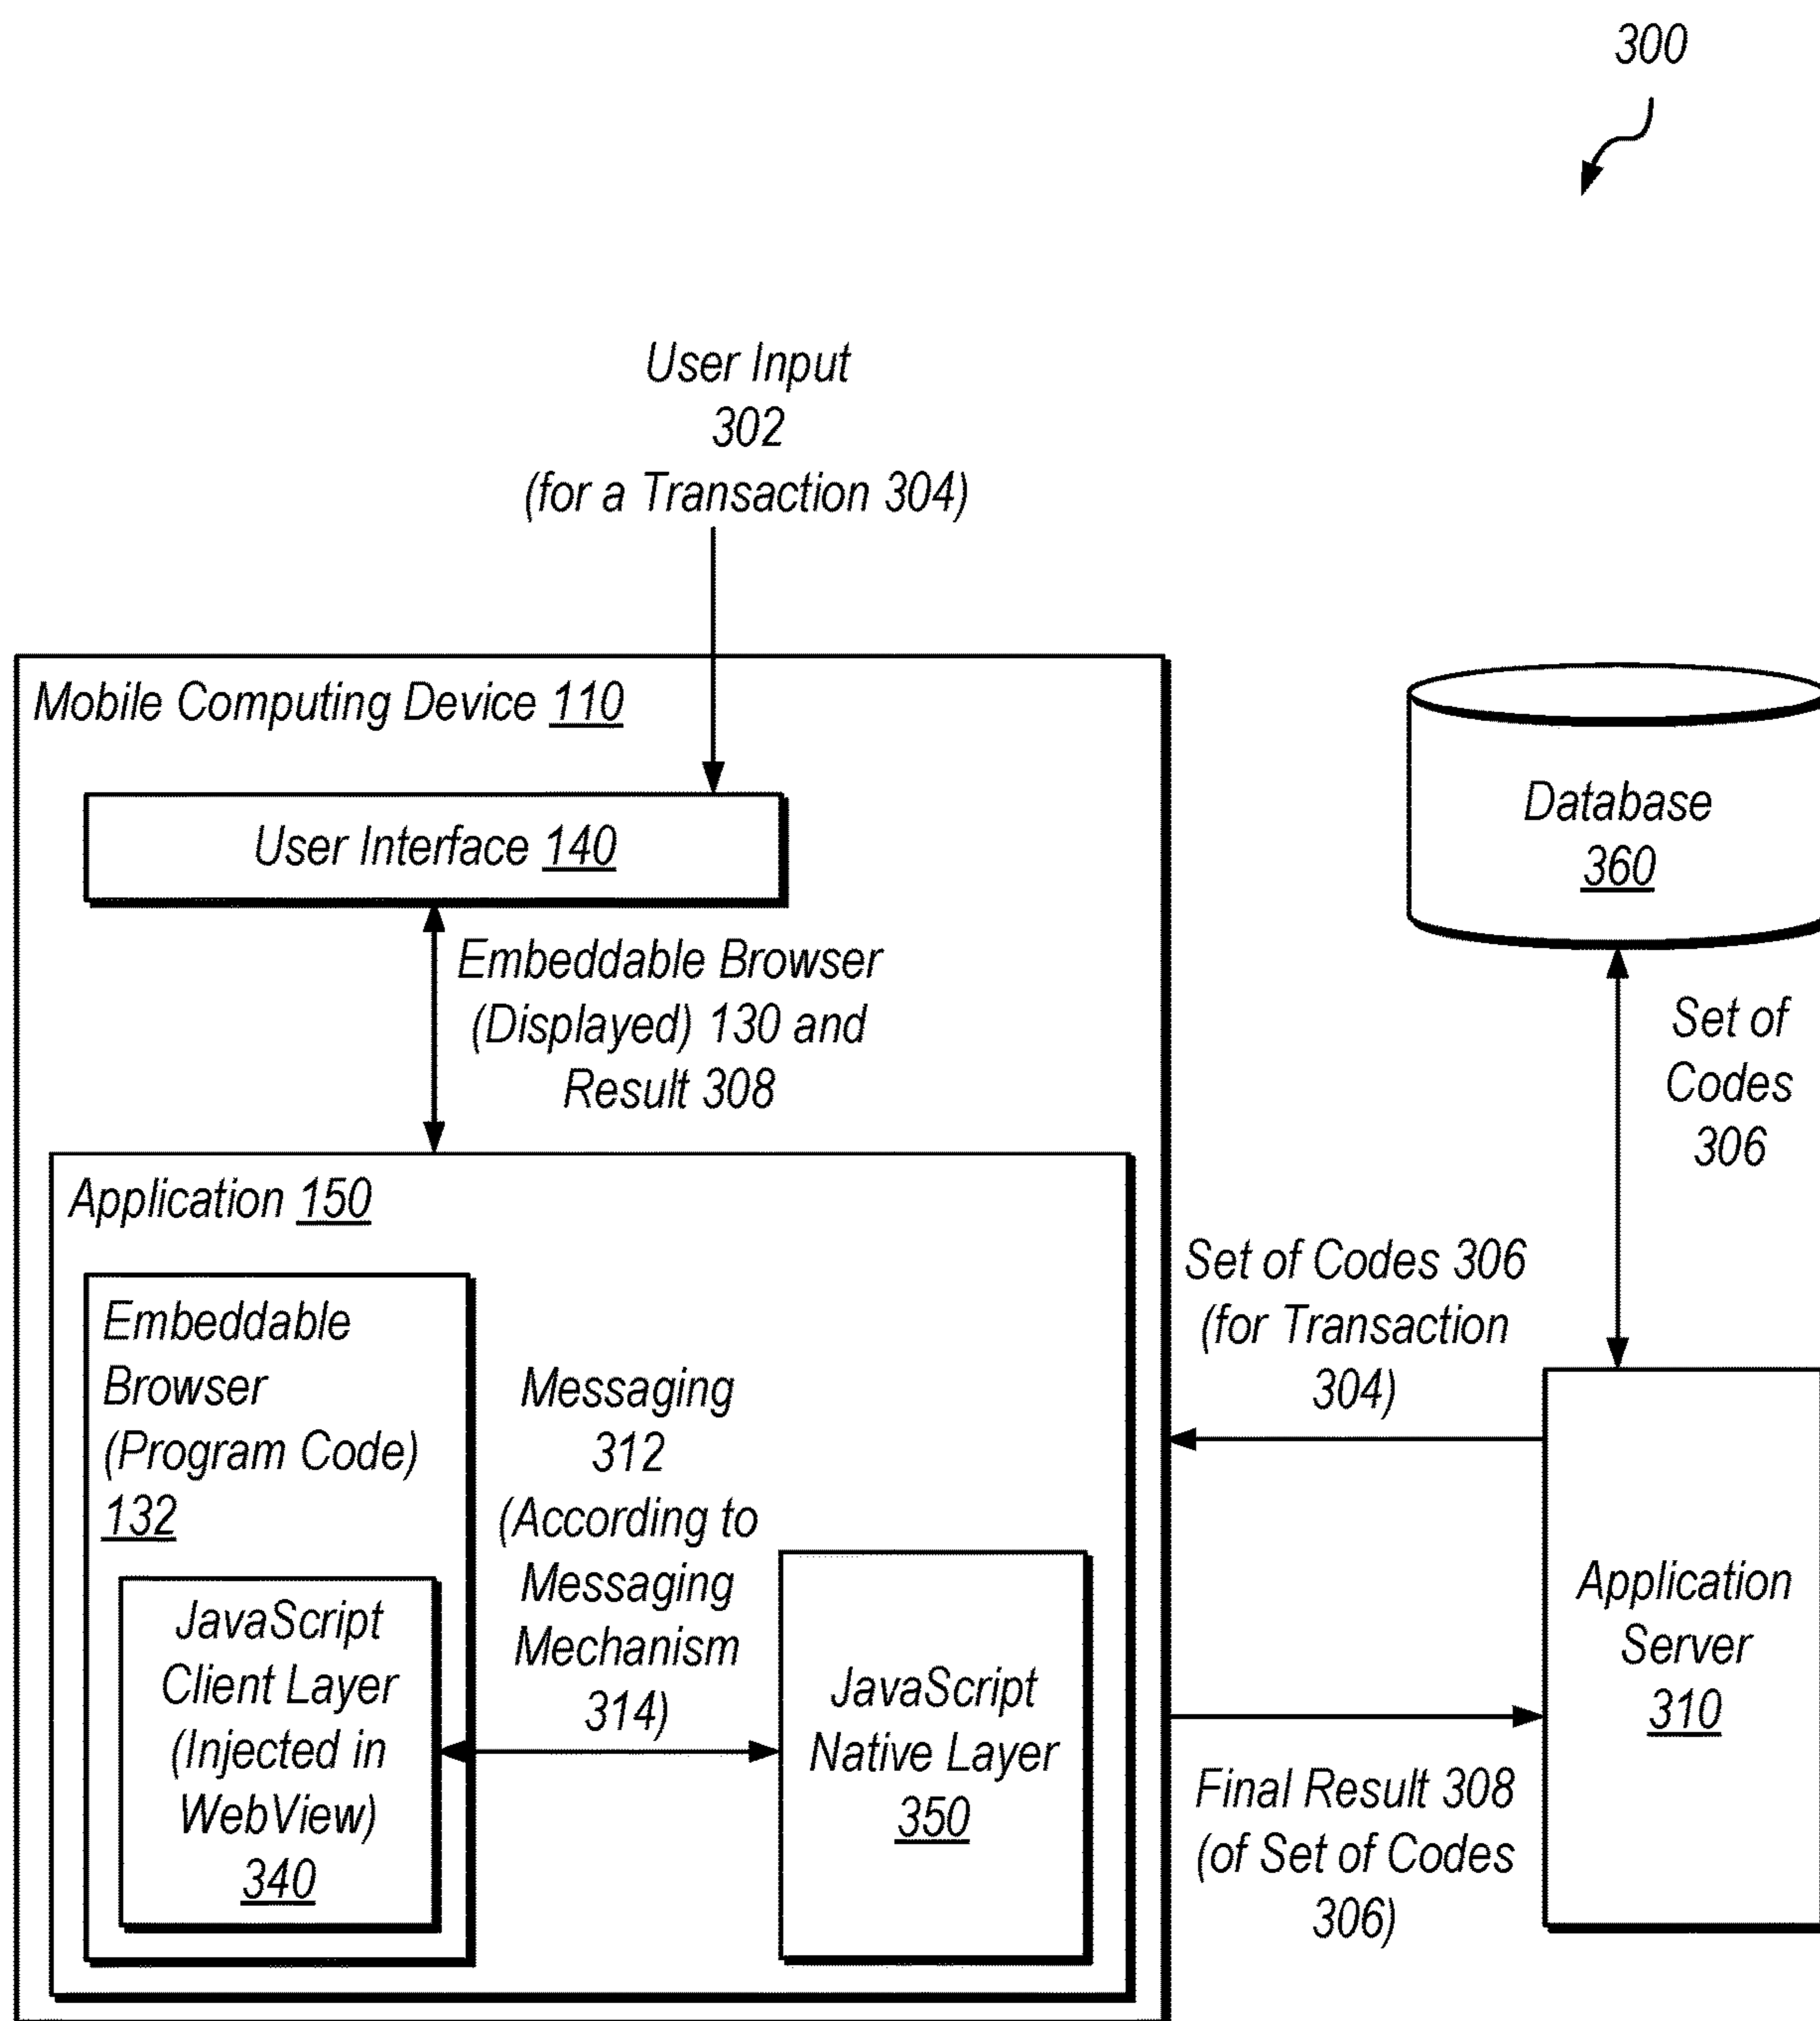 300
User Input
302
(for a Transaction 304)
Mobile Computing Device 110
User Interface 140
Embeddable Browser
(Displayed) 130 and
Result 308
Database
360
Set of
Codes
306
Application 150
Embeddable
Browser
(Program Code)
132
JavaScript
Client Layer
(Injected in
WebView)
340
Messaging
312
(According to
Messaging
Mechanism
314)
JavaScript
Native Layer
350
Set of Codes 306
(for Transaction
304)
Final Result 308
(of Set of Codes
306)
Application
Server
310